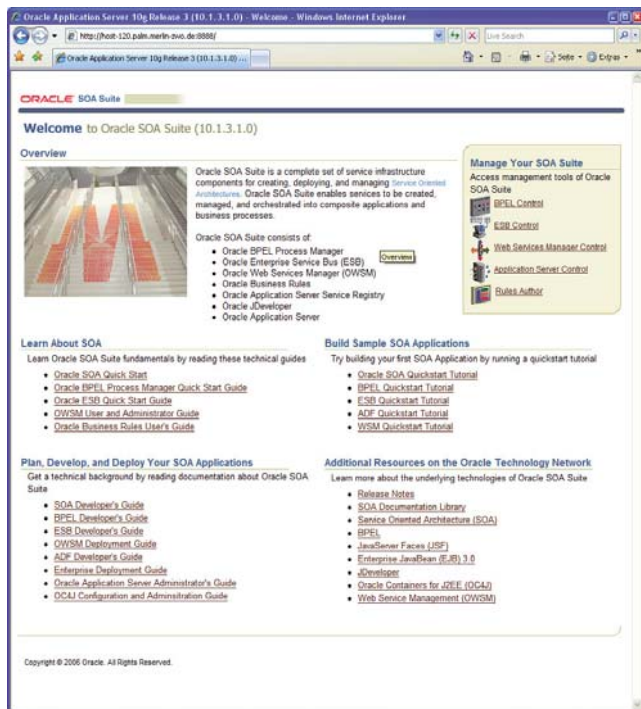 Oracle Application Server 10g Release 3 (10.1.3.1.0) - Welcome - Windows Internet Explorer
http://host-120.palm.merlin-zwo.de:8888/
Live Search
Oracle Application Server 10g Release 3 (10.1.3.1.0) ...
Seite
Extras
ORACLE SOA Suite
Welcome to Oracle SOA Suite (10.1.3.1.0)
Overview
Oracle SOA Suite is a complete set of service infrastructure
components for creating, deploying, and managing Service Oriented
Architectures. Oracle SOA Suite enables services to be created,
managed, and orchestrated into composite applications and
business processes.
Oracle SOA Suite consists of:
• Oracle BPEL Process Manager
• Oracle Enterprise Service Bus (ESB)
• Oracle Web Services Manager (OWSM)
• Oracle Business Rules
• Oracle Application Server Service Registry
• Oracle JDeveloper
• Oracle Application Server
Overview
Manage Your SOA Suite
Access management tools of Oracle
SOA Suite
BPEL Control
ESB Control
Web Services Manager Control
Application Server Control
Rules Author
Learn About SOA
Learn Oracle SOA Suite fundamentals by reading these technical guides
• Oracle SOA Quick Start
• Oracle BPEL Process Manager Quick Start Guide
• Oracle ESB Quick Start Guide
• OWSM User and Administrator Guide
• Oracle Business Rules User's Guide
Build Sample SOA Applications
Try building your first SOA Application by running a quickstart tutorial
• Oracle SOA Quickstart Tutorial
• BPEL Quickstart Tutorial
• ESB Quickstart Tutorial
• ADF Quickstart Tutorial
• WSM Quickstart Tutorial
Plan, Develop, and Deploy Your SOA Applications
Get a technical background by reading documentation about Oracle SOA
Suite
• SOA Developer's Guide
• BPEL Developer's Guide
• ESB Developer's Guide
• OWSM Deployment Guide
• ADF Developer's Guide
• Enterprise Deployment Guide
• Oracle Application Server Administrator's Guide
• OC4J Configuration and Adminsitration Guide
Additional Resources on the Oracle Technology Network
Learn more about the underlying technologies of Oracle SOA Suite
• Release Notes
• SOA Documentation Library
• Service Oriented Architecture (SOA)
• BPEL
• JavaServer Faces (JSF)
• Enterprise JavaBean (EJB) 3.0
• JDeveloper
• Oracle Containers for J2EE (OC4J)
• Web Service Management (OWSM)
Copyright © 2006 Oracle. All Rights Reserved.